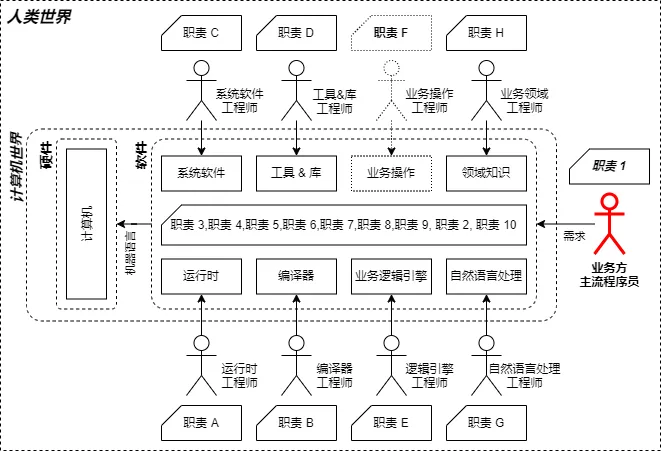 人类世界
职责 C
职责 D
职责 F
职责 H
系统软件
工程师
工具&库
工程师
业务操作
工程师
业务领域
工程师
计算机世界
硬件
软件
计算机
系统软件
工具 & 库
业务操作
领域知识
职责 1
机器语言
职责 3,职责 4,职责 5,职责 6,职责 7,职责 8,职责 9, 职责 2, 职责 10
需求
业务方
主流程序员
运行时
编译器
业务逻辑引擎
自然语言处理
运行时
工程师
编译器
工程师
逻辑引擎
工程师
自然语言处理
工程师
职责 A
职责 B
职责 E
职责 G